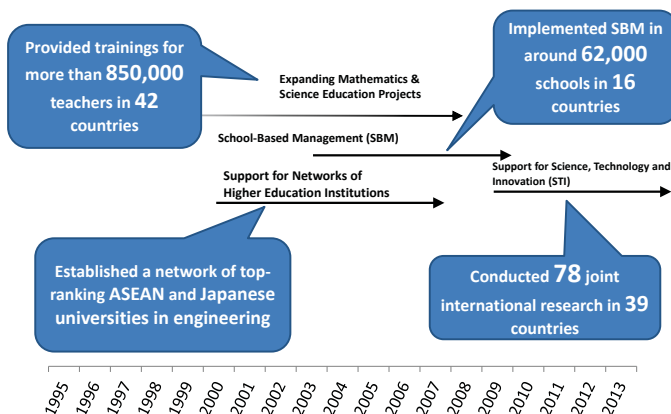 Provided trainings for
more than 850,000
teachers in 42
countries
Expanding Mathematics &
Science Education Projects
Implemented SBM in
around 62,000
schools in 16
countries
School-Based Management (SBM)
Support for Networks of
Higher Education Institutions
Support for Science, Technology and
Innovation (STI)
Established a network of top-
ranking ASEAN and Japanese
universities in engineering
Conducted 78 joint
international research in 39
countries
1995
1996
1997
1998
1999
2000
2001
2002
2003
2004
2005
2006
2007
2008
2009
2010
2011
2012
2013